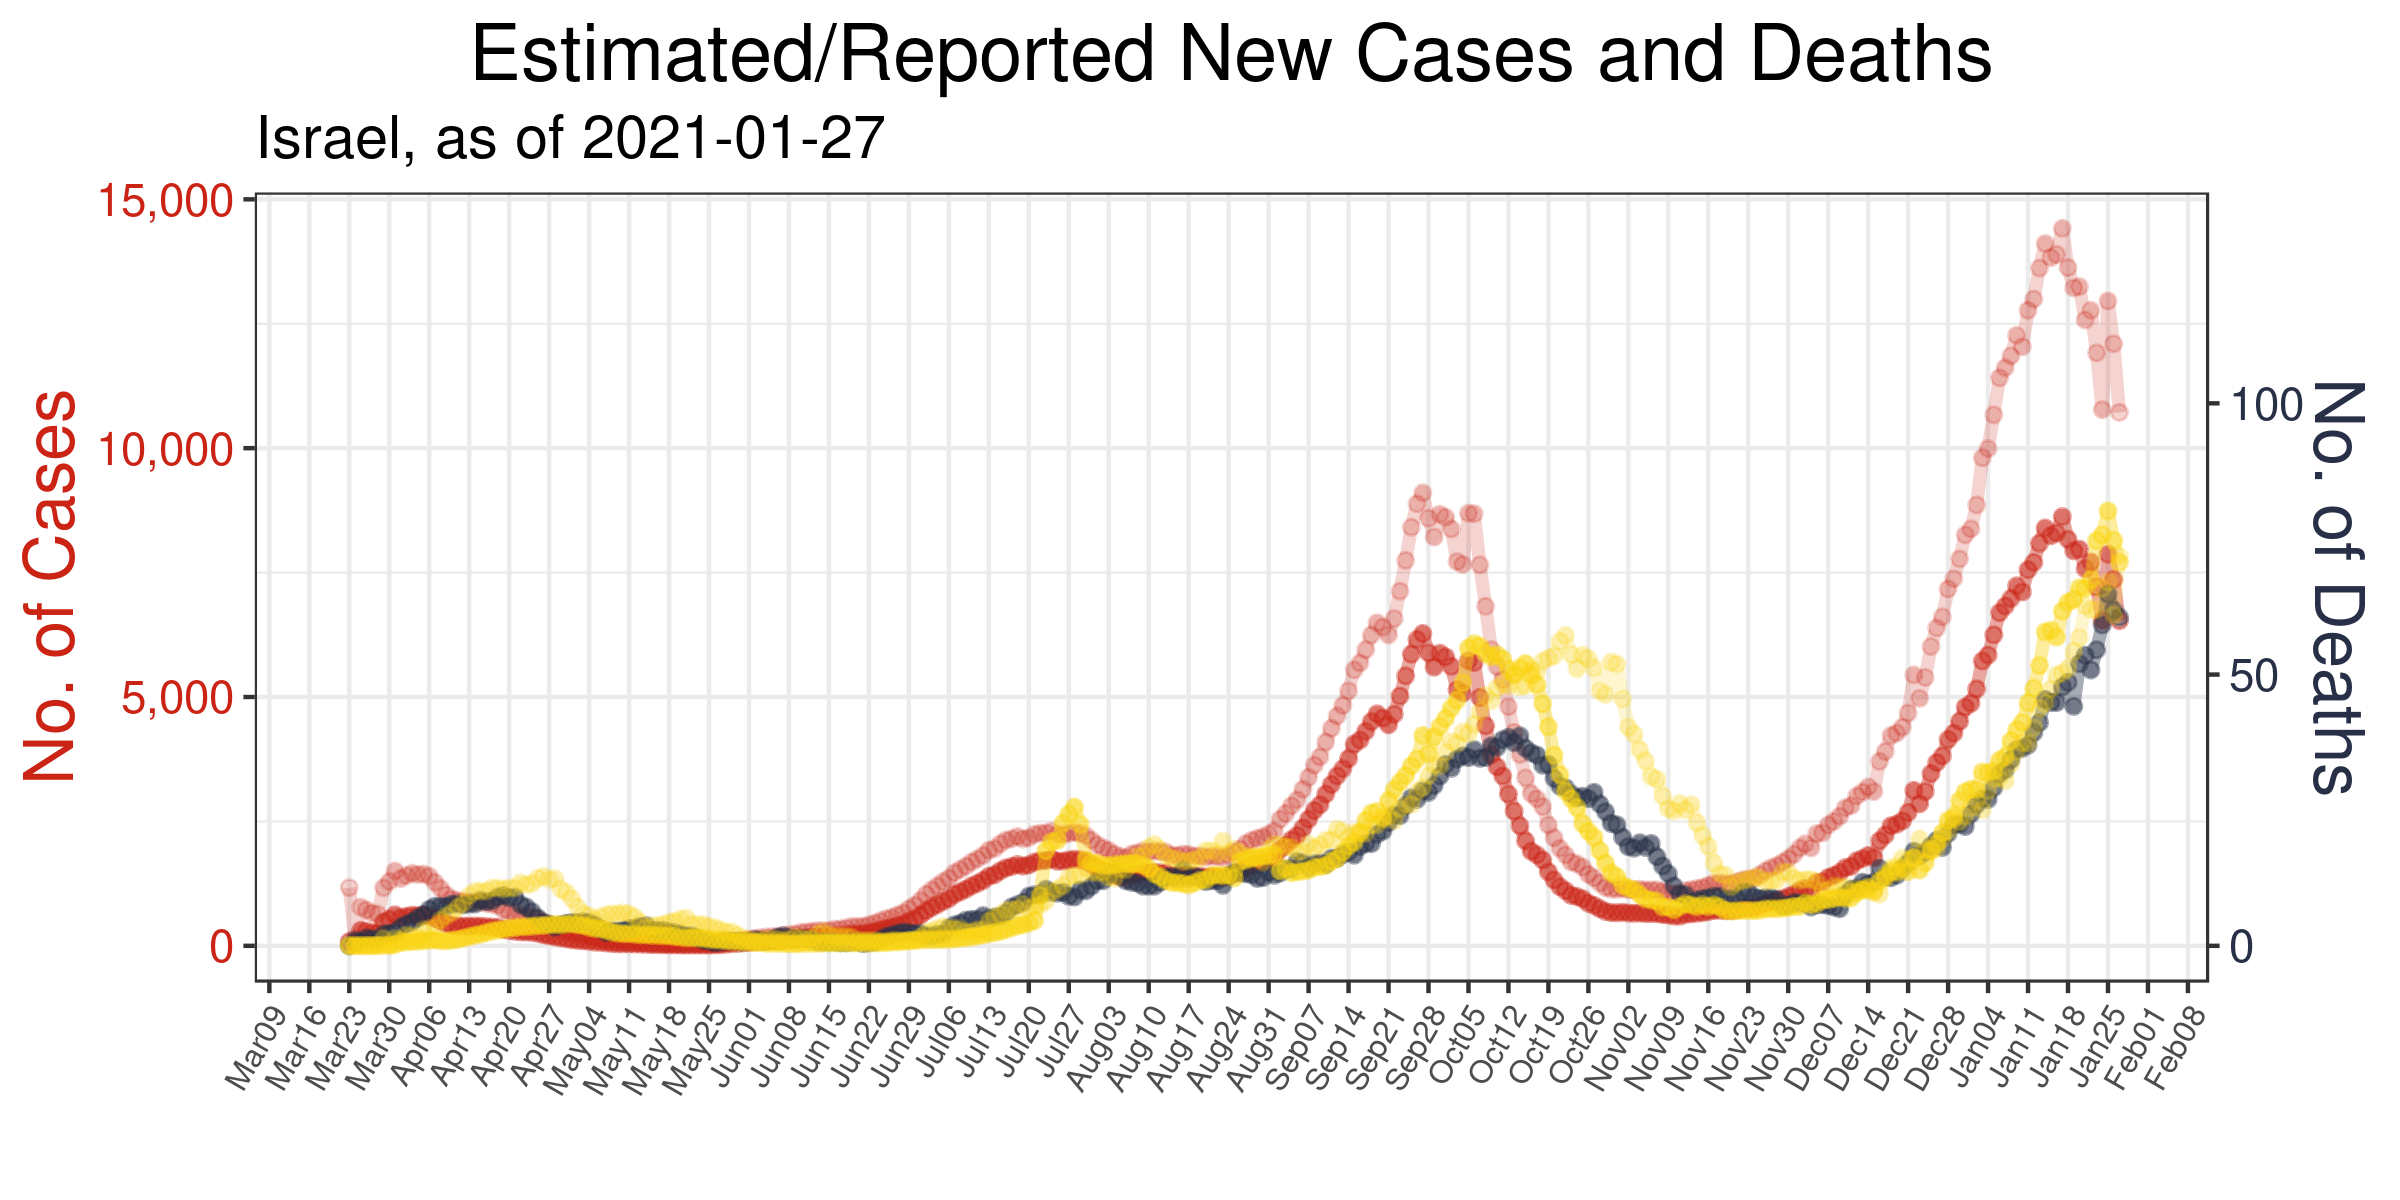 Estimated/Reported New Cases and Deaths
Israel, as of 2021-01-27
No. of Cases
15,000
10,000
5,000
0
100
50
0
No. of Deaths
Mar09 Mar16 Mar23 Mar30 Apr06 Apr13 Apr20 Apr27 May04 May11 May18 May25 Jun01 Jun08 Jun15 Jun22 Jun29 Jul06 Jul13 Jul20 Jul27 Aug03 Aug10 Aug17 Aug24 Aug31 Sep07 Sep14 Sep21 Sep28 Oct05 Oct12 Oct19 Oct26 Nov02 Nov09 Nov16 Nov23 Nov30 Dec07 Dec14 Dec21 Dec28 Jan04 Jan11 Jan18 Jan25 Feb01 Feb08